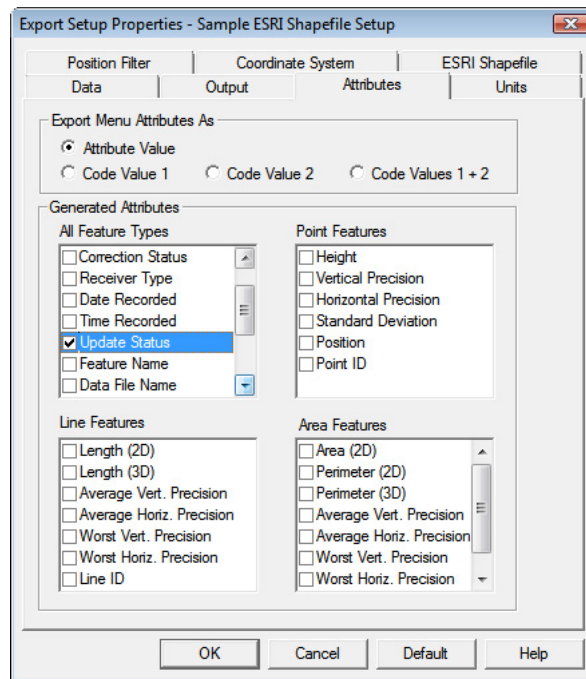 Export Setup Properties - Sample ESRI Shapefile Setup
Position Filter Coordinate System ESRI Shapefile
Data Output Attributes Units
Export Menu Attributes As
Attribute Value
Code Value 1 Code Value 2 Code Values 1 + 2
Generated Attributes
All Feature Types
Correction Status
Receiver Type
Date Recorded
Time Recorded
Update Status
Feature Name
Data File Name
Point Features
Height
Vertical Precision
Horizontal Precision
Standard Deviation
Position
Point ID
Line Features
Length (2D)
Length (3D)
Average Vert. Precision
Average Horiz. Precision
Worst Vert. Precision
Worst Horiz. Precision
Line ID
Area Features
Area (2D)
Perimeter (2D)
Perimeter (3D)
Average Vert. Precision
Average Horiz. Precision
Worst Vert. Precision
Worst Horiz. Precision
OK Cancel Default Help